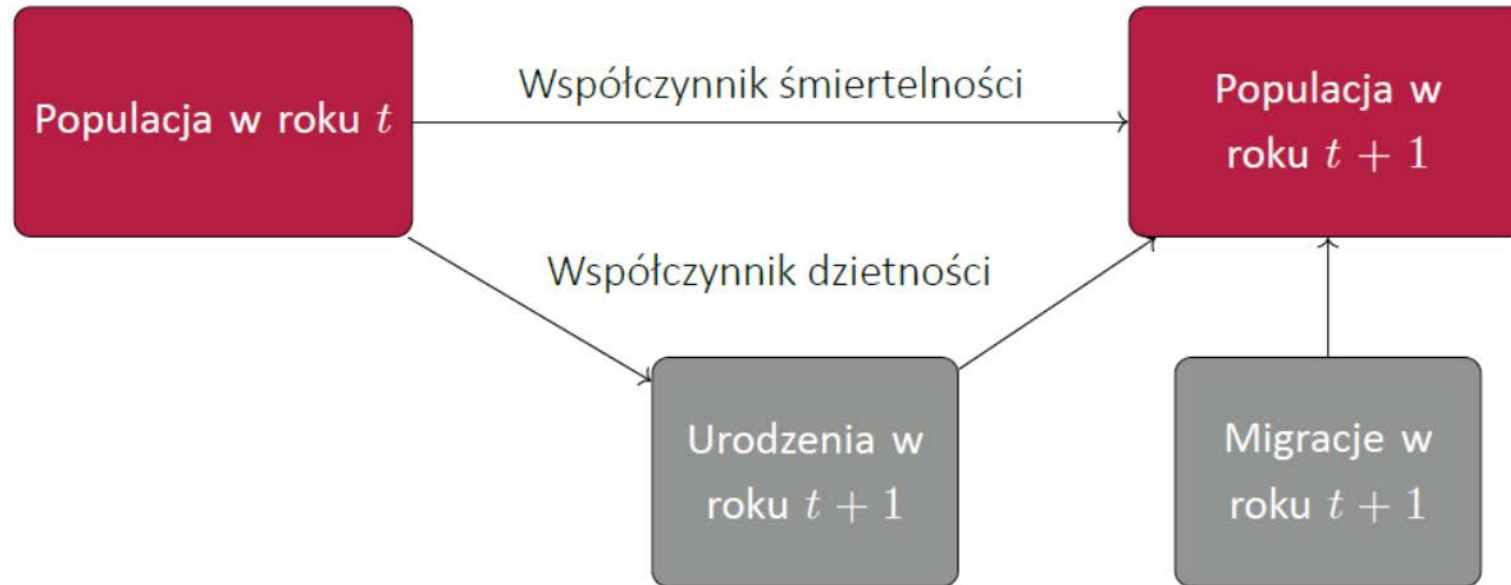 Populacja w roku t
Współczynnik śmiertelności
Populacja w
roku t + 1
Współczynnik dzietności
Urodzenia w
roku t + 1
Migracje w
roku t + 1